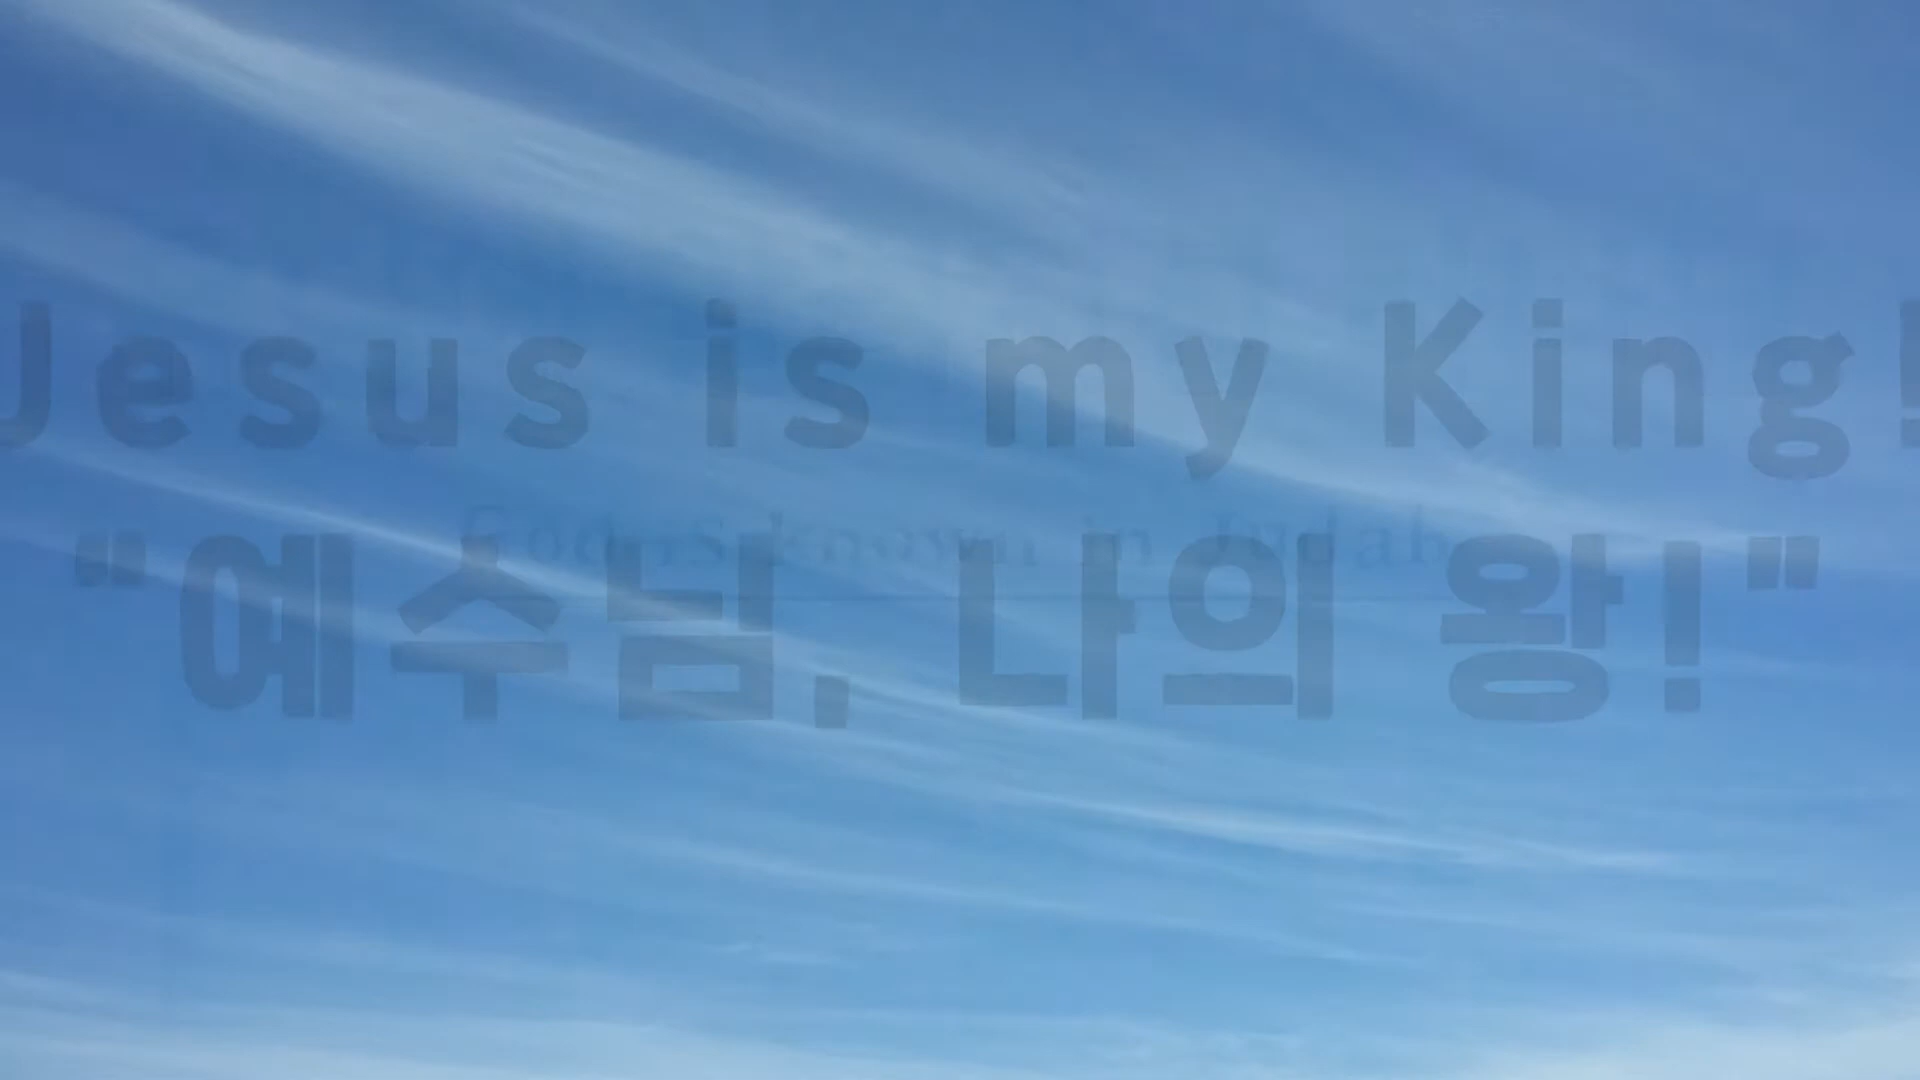 Jesus is my King!
God is known in Judah
"예수님, 나의 왕!"